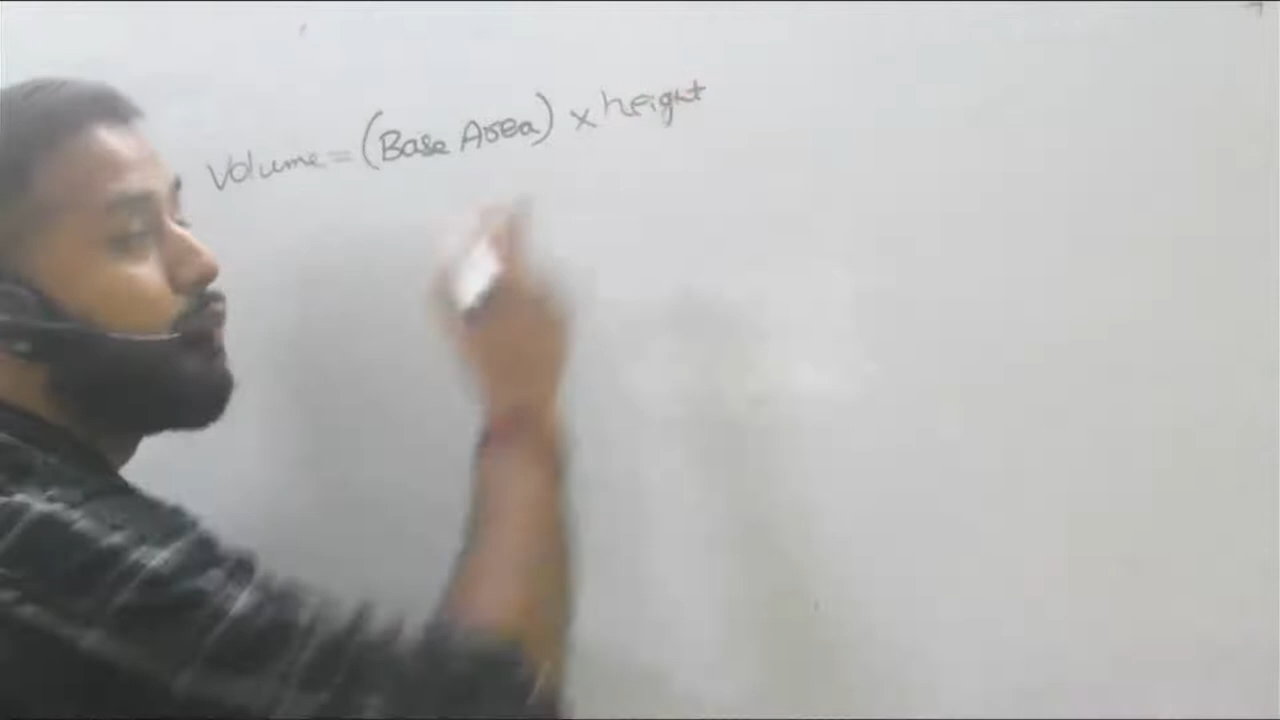 Volume = (Base Area) × height